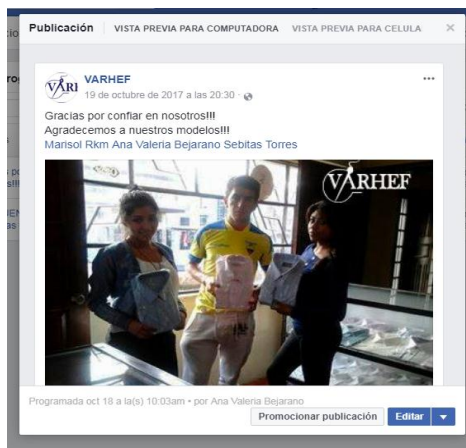 Publicación VISTA PREVIA PARA COMPUTADORA VISTA PREVIA PARA CELULA
VARHEF
19 de octubre de 2017 a las 20:30
Gracias por confiar en nosotros!!!
Agradecemos a nuestros modelos!!!
Marisol Rkm Ana Valeria Bejarano Sebitas Torres
VARHEF
Programada oct 18 a la(s) 10:03am • por Ana Valeria Bejarano
Promocionar publicación Editar